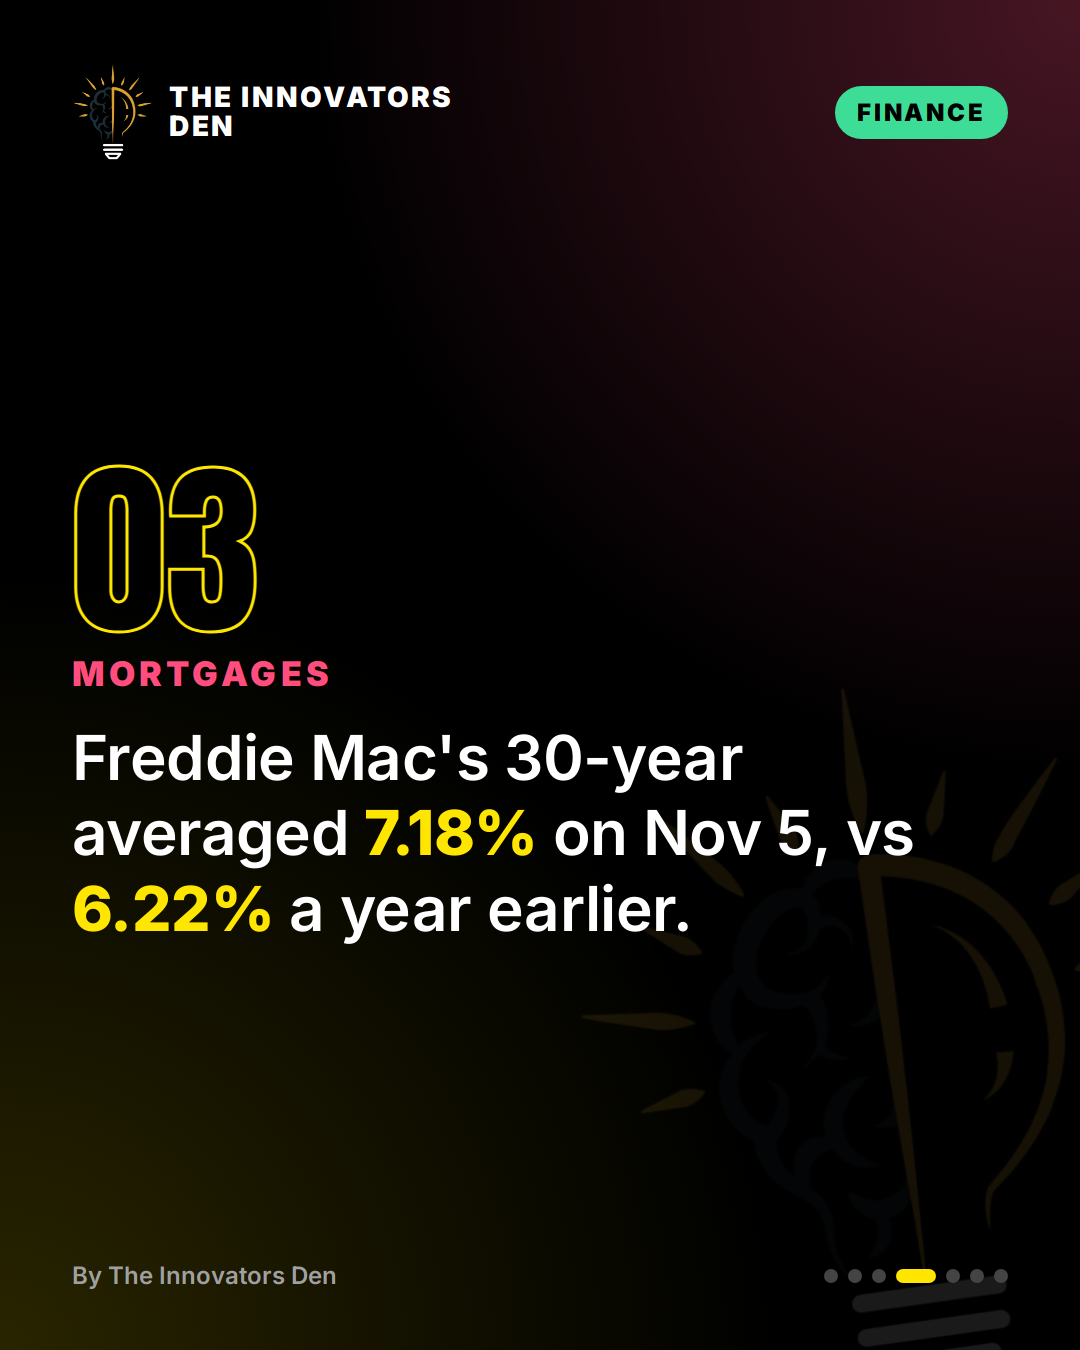 THE INNOVATORS
DEN
FINANCE
03
MORTGAGES
Freddie Mac's 30-year
averaged 7.18% on Nov 5, vs
6.22% a year earlier.
By The Innovators Den